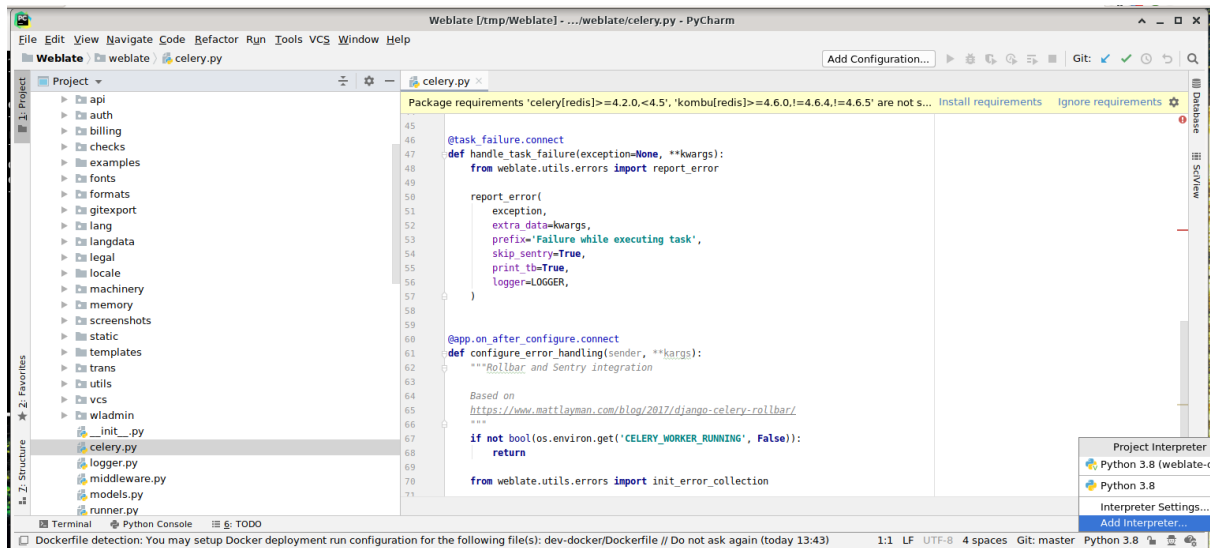 Weblate [/tmp/Weblate] - .../weblate/celery.py - PyCharm
File Edit View Navigate Code Refactor Run Tools VCS Window Help
Weblate weblate celery.py
Add Configuration... Git:
1: Project
2: Favorites
7: Structure
Project
api
auth
billing
checks
examples
fonts
formats
gitexport
lang
langdata
legal
locale
machinery
memory
screenshots
static
templates
trans
utils
vcs
wladmin
__init__.py
celery.py
logger.py
middleware.py
models.py
runner.py
celery.py
Package requirements 'celery[redis]>=4.2.0,<4.5', 'kombu[redis]>=4.6.0,!=4.6.4,!=4.6.5' are not s... Install requirements Ignore requirements
45
46 @task_failure.connect
47 def handle_task_failure(exception=None, **kwargs):
48 from weblate.utils.errors import report_error
49
50 report_error(
51 exception,
52 extra_data=kwargs,
53 prefix='Failure while executing task',
54 skip_sentry=True,
55 print_tb=True,
56 logger=LOGGER,
57 )
58
59
60 @app.on_after_configure.connect
61 def configure_error_handling(sender, **kargs):
62 """Rollbar and Sentry integration
63
64 Based on
65 https://www.mattlayman.com/blog/2017/django-celery-rollbar/
66 """
67 if not bool(os.environ.get('CELERY_WORKER_RUNNING', False)):
68 return
69
70 from weblate.utils.errors import init_error_collection
71
Database
SciView
Project Interpreter
Python 3.8 (weblate-
Python 3.8
Interpreter Settings...
Add Interpreter...
Terminal Python Console 6: TODO
Dockerfile detection: You may setup Docker deployment run configuration for the following file(s): dev-docker/Dockerfile // Do not ask again (today 13:43) 1:1 LF UTF-8 4 spaces Git: master Python 3.8